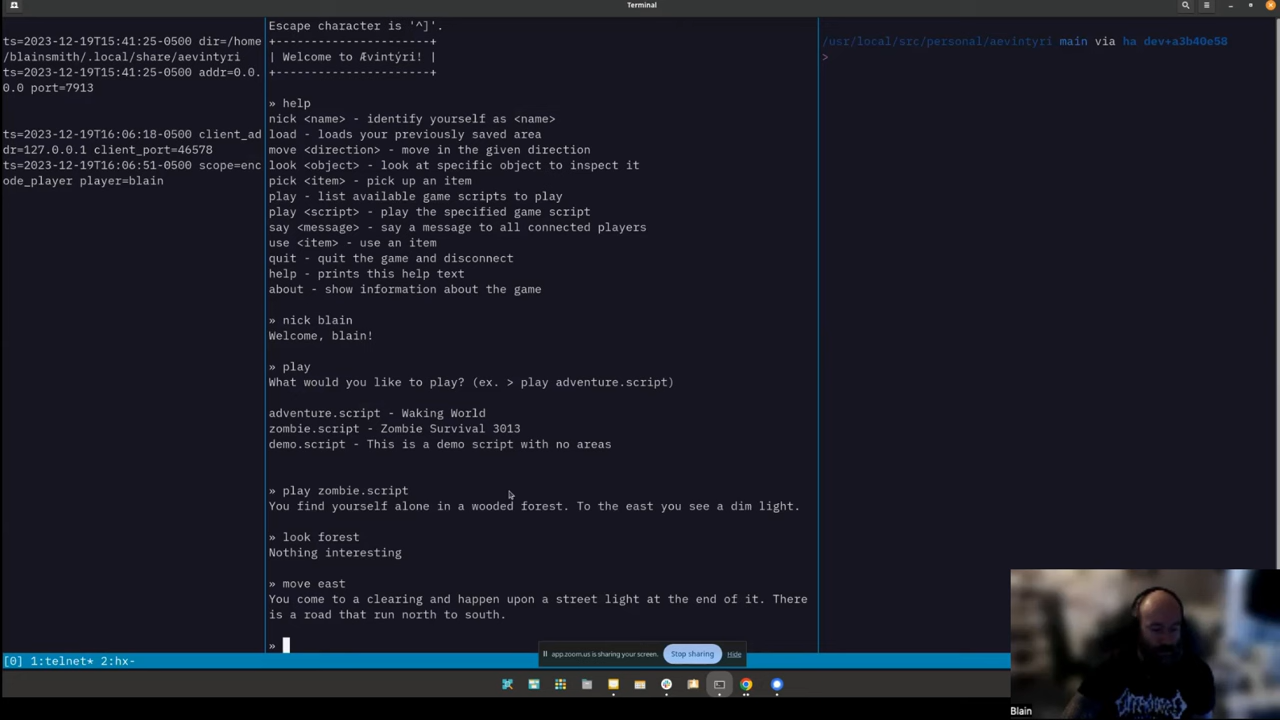 Terminal
ts=2023-12-19T15:41:25-0500 dir=/home
/blainsmith/.local/share/aevintyri
ts=2023-12-19T15:41:25-0500 addr=0.0.
0.0 port=7913
ts=2023-12-19T16:06:18-0500 client_ad
dr=127.0.0.1 client_port=46578
ts=2023-12-19T16:06:51-0500 scope=enc
ode_player player=blain
Escape character is '^]'.
+----------------------+
| Welcome to Ævintýri! |
+----------------------+
» help
nick <name> - identify yourself as <name>
load - loads your previously saved area
move <direction> - move in the given direction
look <object> - look at specific object to inspect it
pick <item> - pick up an item
play - list available game scripts to play
play <script> - play the specified game script
say <message> - say a message to all connected players
use <item> - use an item
quit - quit the game and disconnect
help - prints this help text
about - show information about the game
» nick blain
Welcome, blain!
» play
What would you like to play? (ex. > play adventure.script)
adventure.script - Waking World
zombie.script - Zombie Survival 3013
demo.script - This is a demo script with no areas
» play zombie.script
You find yourself alone in a wooded forest. To the east you see a dim light.
» look forest
Nothing interesting
» move east
You come to a clearing and happen upon a street light at the end of it. There
is a road that run north to south.
»
/usr/local/src/personal/aevintyri main via ha dev+a3b40e58
>
[0] 1:telnet* 2:hx-
app.zoom.us is sharing your screen.
Stop sharing
Hide
Blain